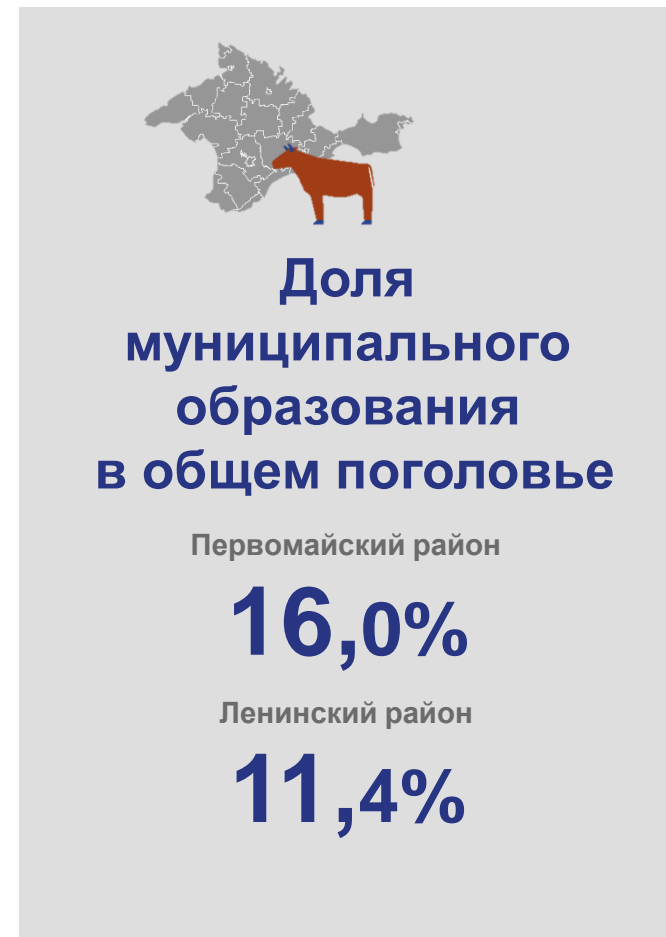 Доля
муниципального
образования
в общем поголовье
Первомайский район
16,0%
Ленинский район
11,4%